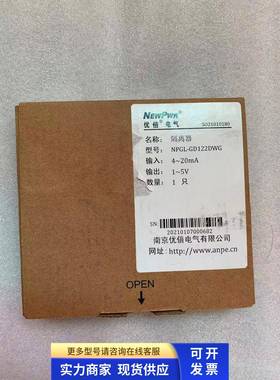 NEWPWR®
优倍®电气
SO21010180
名称：隔离器
型号：NPGL-GD122DWG
输入：4~20mA
输出：1~5V
数量：1 只
SN
20210107000682
南京优倍电气有限公司
网址：http://www.anpe.cn
OPEN
更多型号请咨询在线客服
实力商家 现货供应
可开发票